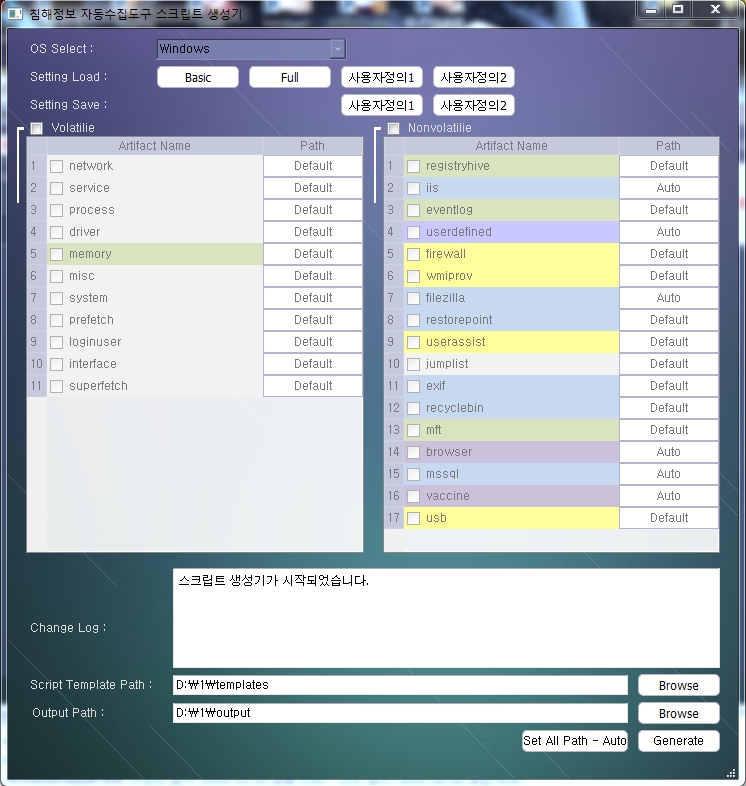 침해정보 자동수집도구 스크립트 생성기
OS Select : Windows
Setting Load : Basic Full 사용자정의1 사용자정의2
Setting Save : 사용자정의1 사용자정의2
Volatilie
Artifact Name Path
1 network Default
2 service Default
3 process Default
4 driver Default
5 memory Default
6 misc Default
7 system Default
8 prefetch Default
9 loginuser Default
10 interface Default
11 superfetch Default
Nonvolatilie
Artifact Name Path
1 registryhive Default
2 iis Auto
3 eventlog Default
4 userdefined Auto
5 firewall Default
6 wmiprov Default
7 filezilla Auto
8 restorepoint Default
9 userassist Default
10 jumplist Default
11 exif Default
12 recyclebin Default
13 mft Default
14 browser Auto
15 mssql Auto
16 vaccine Auto
17 usb Default
Change Log : 스크립트 생성기가 시작되었습니다.
Script Template Path : D:₩1₩templates Browse
Output Path : D:₩1₩output Browse
Set All Path - Auto Generate